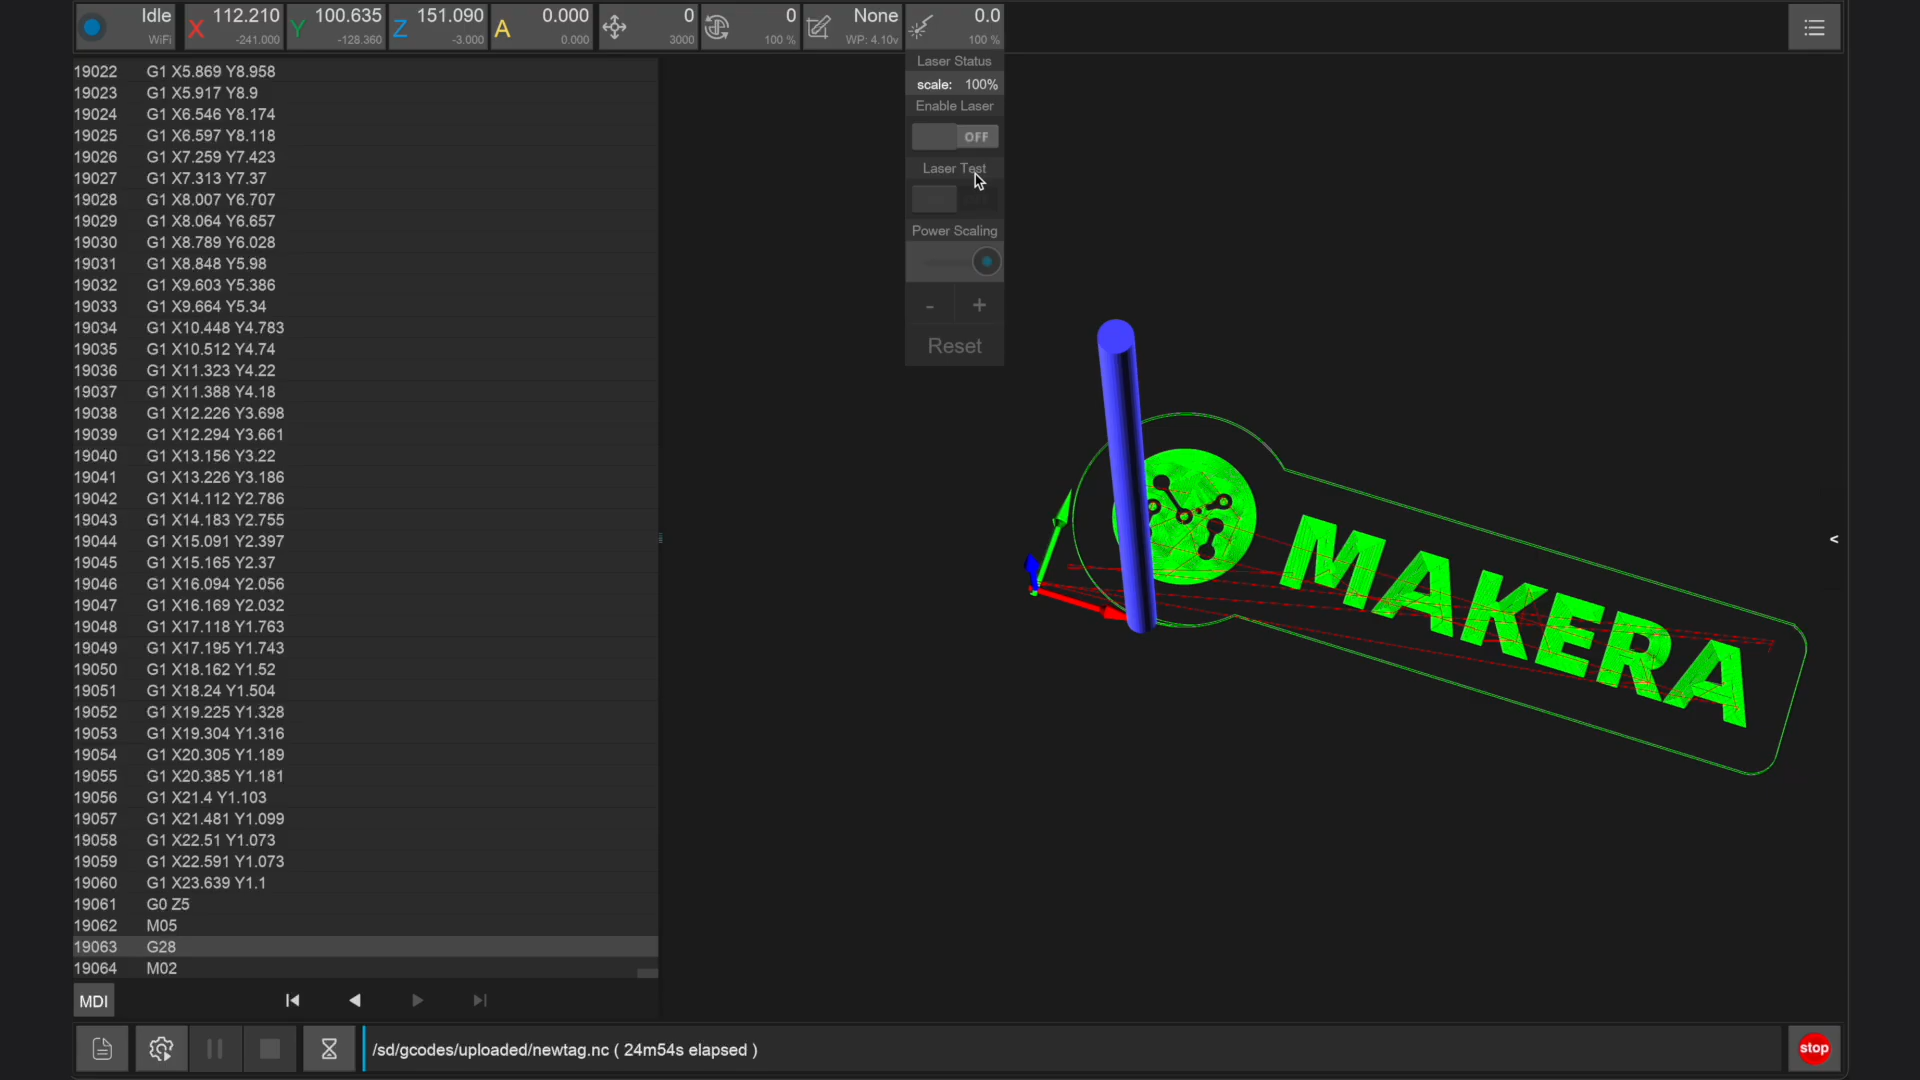 Idle
WiFi
X 112.210
-241.000
Y 100.635
-128.360
Z 151.090
-3.000
A 0.000
0.000
0
3000
0
100 %
None
WP: 4.10v
0.0
100 %
Laser Status
scale: 100%
Enable Laser
OFF
Laser Test
Power Scaling
- +
Reset
19022 G1 X5.869 Y8.958
19023 G1 X5.917 Y8.9
19024 G1 X6.546 Y8.174
19025 G1 X6.597 Y8.118
19026 G1 X7.259 Y7.423
19027 G1 X7.313 Y7.37
19028 G1 X8.007 Y6.707
19029 G1 X8.064 Y6.657
19030 G1 X8.789 Y6.028
19031 G1 X8.848 Y5.98
19032 G1 X9.603 Y5.386
19033 G1 X9.664 Y5.34
19034 G1 X10.448 Y4.783
19035 G1 X10.512 Y4.74
19036 G1 X11.323 Y4.22
19037 G1 X11.388 Y4.18
19038 G1 X12.226 Y3.698
19039 G1 X12.294 Y3.661
19040 G1 X13.156 Y3.22
19041 G1 X13.226 Y3.186
19042 G1 X14.112 Y2.786
19043 G1 X14.183 Y2.755
19044 G1 X15.091 Y2.397
19045 G1 X15.165 Y2.37
19046 G1 X16.094 Y2.056
19047 G1 X16.169 Y2.032
19048 G1 X17.118 Y1.763
19049 G1 X17.195 Y1.743
19050 G1 X18.162 Y1.52
19051 G1 X18.24 Y1.504
19052 G1 X19.225 Y1.328
19053 G1 X19.304 Y1.316
19054 G1 X20.305 Y1.189
19055 G1 X20.385 Y1.181
19056 G1 X21.4 Y1.103
19057 G1 X21.481 Y1.099
19058 G1 X22.51 Y1.073
19059 G1 X22.591 Y1.073
19060 G1 X23.639 Y1.1
19061 G0 Z5
19062 M05
19063 G28
19064 M02
MAKERA
<
MDI
/sd/gcodes/uploaded/newtag.nc ( 24m54s elapsed )
stop